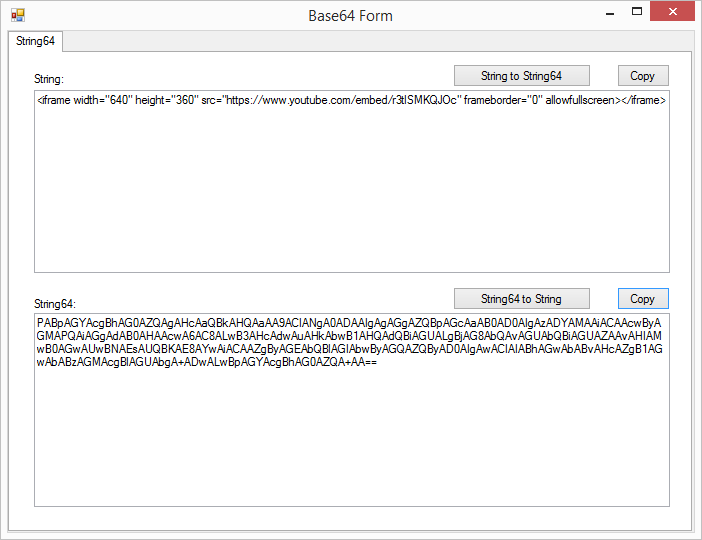 Base64 Form
String64
String:
String to String64
Copy
<iframe width="640" height="360" src="https://www.youtube.com/embed/r3tlSMKQJOc" frameborder="0" allowfullscreen></iframe>
String64:
String64 to String
Copy
PABpAGYAcgBhAG0AZQAgAHcAaQBkAHQAaAA9ACIANgA0ADAAIgAgAGgAZQBpAGcAaAB0AD0AIgAzADYAMAAiACAAcwByA
GMAPQAiAGgAdAB0AHAAcwA6AC8ALwB3AHcAdwAuAHkAbwB1AHQAdQBiAGUALgBjAG8AbQAvAGUAbQBiAGUAZAAvAHIAM
wB0AGwAUwBNAEsAUQBKAE8AYwAiACAAZgByAGEAbQBlAGIAbwByAGQAZQByAD0AIgAwACIAIABhAGwAbABvAHcAZgB1AG
wAbABzAGMAcgBlAGUAbgA+ADwALwBpAGYAcgBhAG0AZQA+AA==